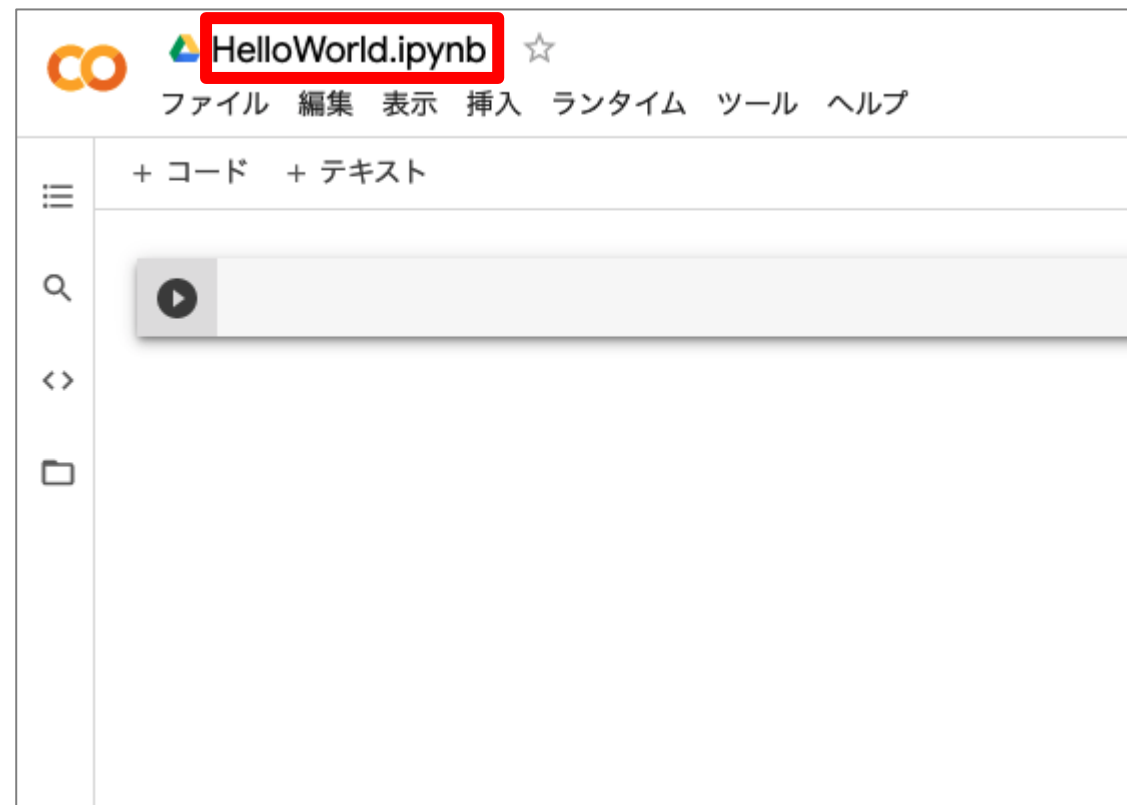 HelloWorld.ipynb
ファイル 編集 表示 挿入 ランタイム ツール ヘルプ
+ コード + テキスト